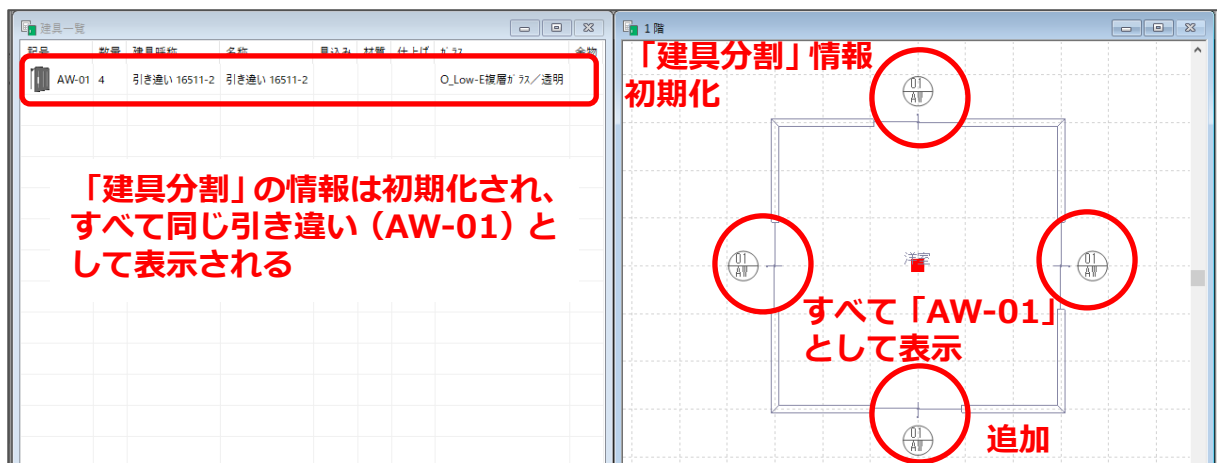 建具一覧
記号 数量 建具呼称 名称 見込み 材質 仕上げ ガラス 金物
AW-01 4 引き違い 16511-2 引き違い 16511-2 O_Low-E複層ガラス／透明
「建具分割」の情報は初期化され、
すべて同じ引き違い（AW-01）と
して表示される
1階
「建具分割」情報
初期化
01
AW
01
AW
洋室
01
AW
すべて「AW-01」
として表示
01
AW
追加